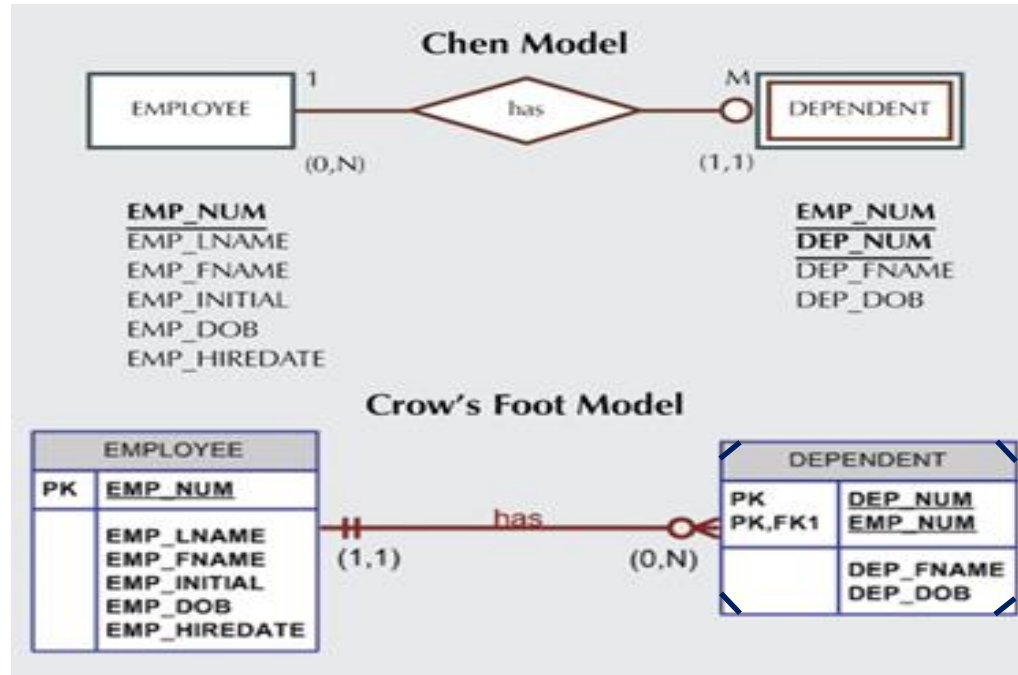 Chen Model
1
M
EMPLOYEE
has
DEPENDENT
(0,N)
(1,1)
EMP_NUM
EMP_LNAME
EMP_FNAME
EMP_INITIAL
EMP_DOB
EMP_HIREDATE
EMP_NUM
DEP_NUM
DEP_FNAME
DEP_DOB
Crow's Foot Model
EMPLOYEE
PK EMP_NUM
EMP_LNAME
EMP_FNAME
EMP_INITIAL
EMP_DOB
EMP_HIREDATE
has
(1,1)
(0,N)
DEPENDENT
PK DEP_NUM
PK,FK1 EMP_NUM
DEP_FNAME
DEP_DOB